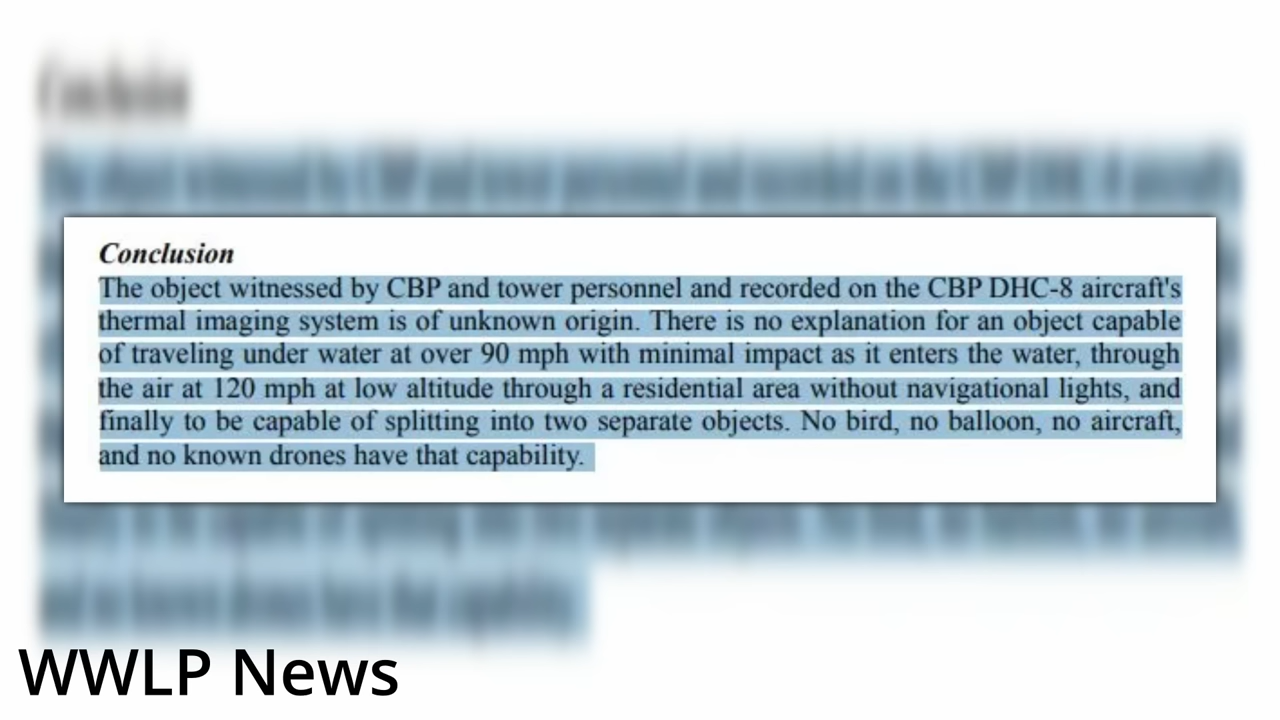 Conclusion
The object witnessed by CBP and tower personnel and recorded on the CBP DHC-8 aircraft's
thermal imaging system is of unknown origin. There is no explanation for an object capable
of traveling under water at over 90 mph with minimal impact as it enters the water, through
the air at 120 mph at low altitude through a residential area without navigational lights, and
finally to be capable of splitting into two separate objects. No bird, no balloon, no aircraft,
and no known drones have that capability.
WWLP News